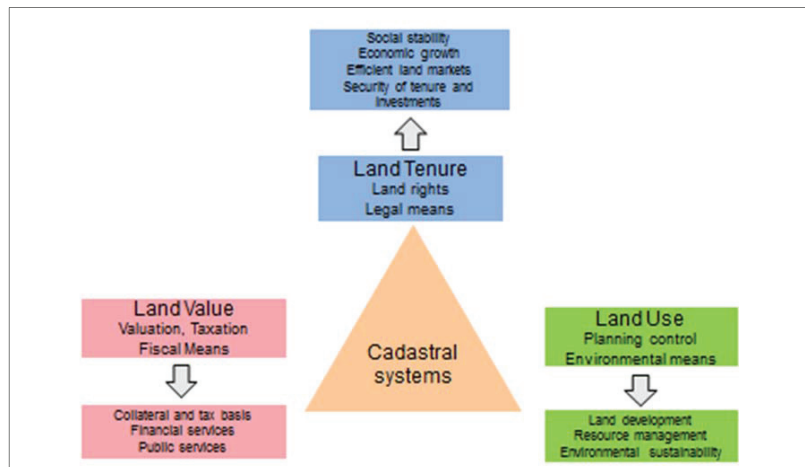 Social stability
Economic growth
Efficient land markets
Security of tenure and
Investments
Land Tenure
Land rights
Legal means
Land Value
Valuation, Taxation
Fiscal Means
Cadastral
systems
Land Use
Planning control
Environmental means
Collateral and tax basis
Financial services
Public services
Land development
Resource management
Environmental sustainability